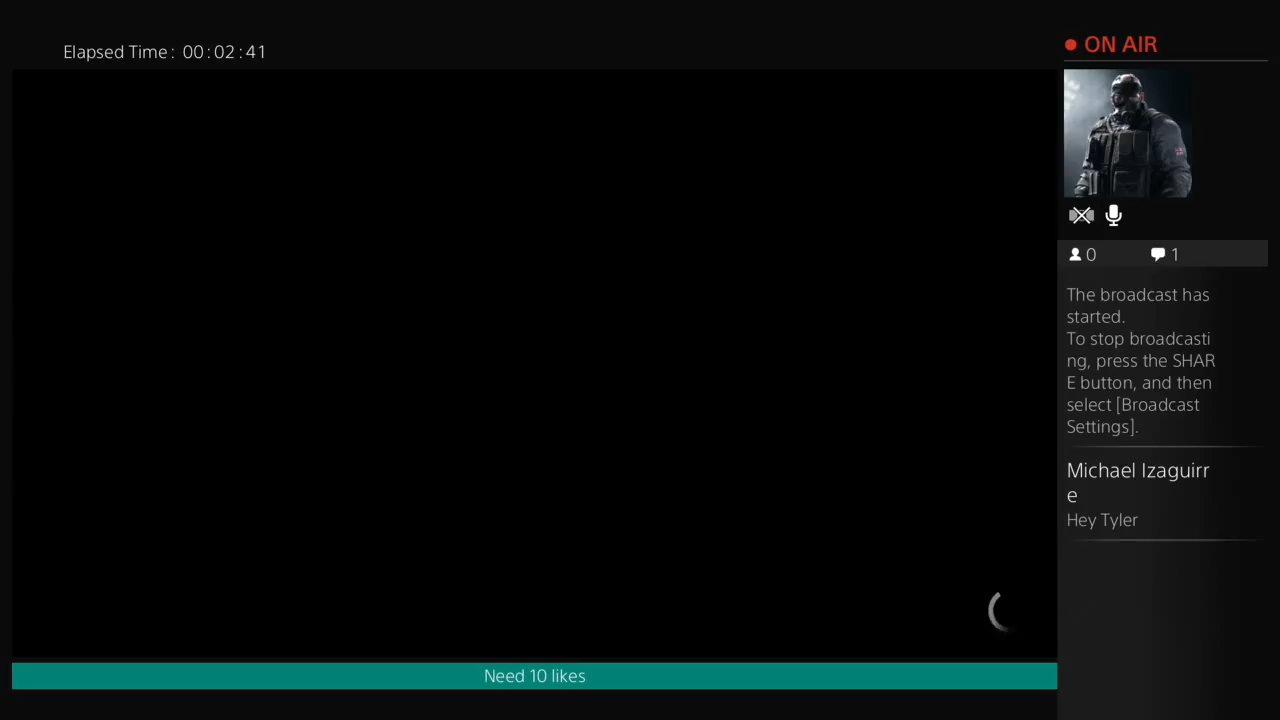 Elapsed Time: 00:02:41
ON AIR
0 1
The broadcast has
started.
To stop broadcasti
ng, press the SHAR
E button, and then
select [Broadcast
Settings].
Michael Izaguirr
e
Hey Tyler
Need 10 likes